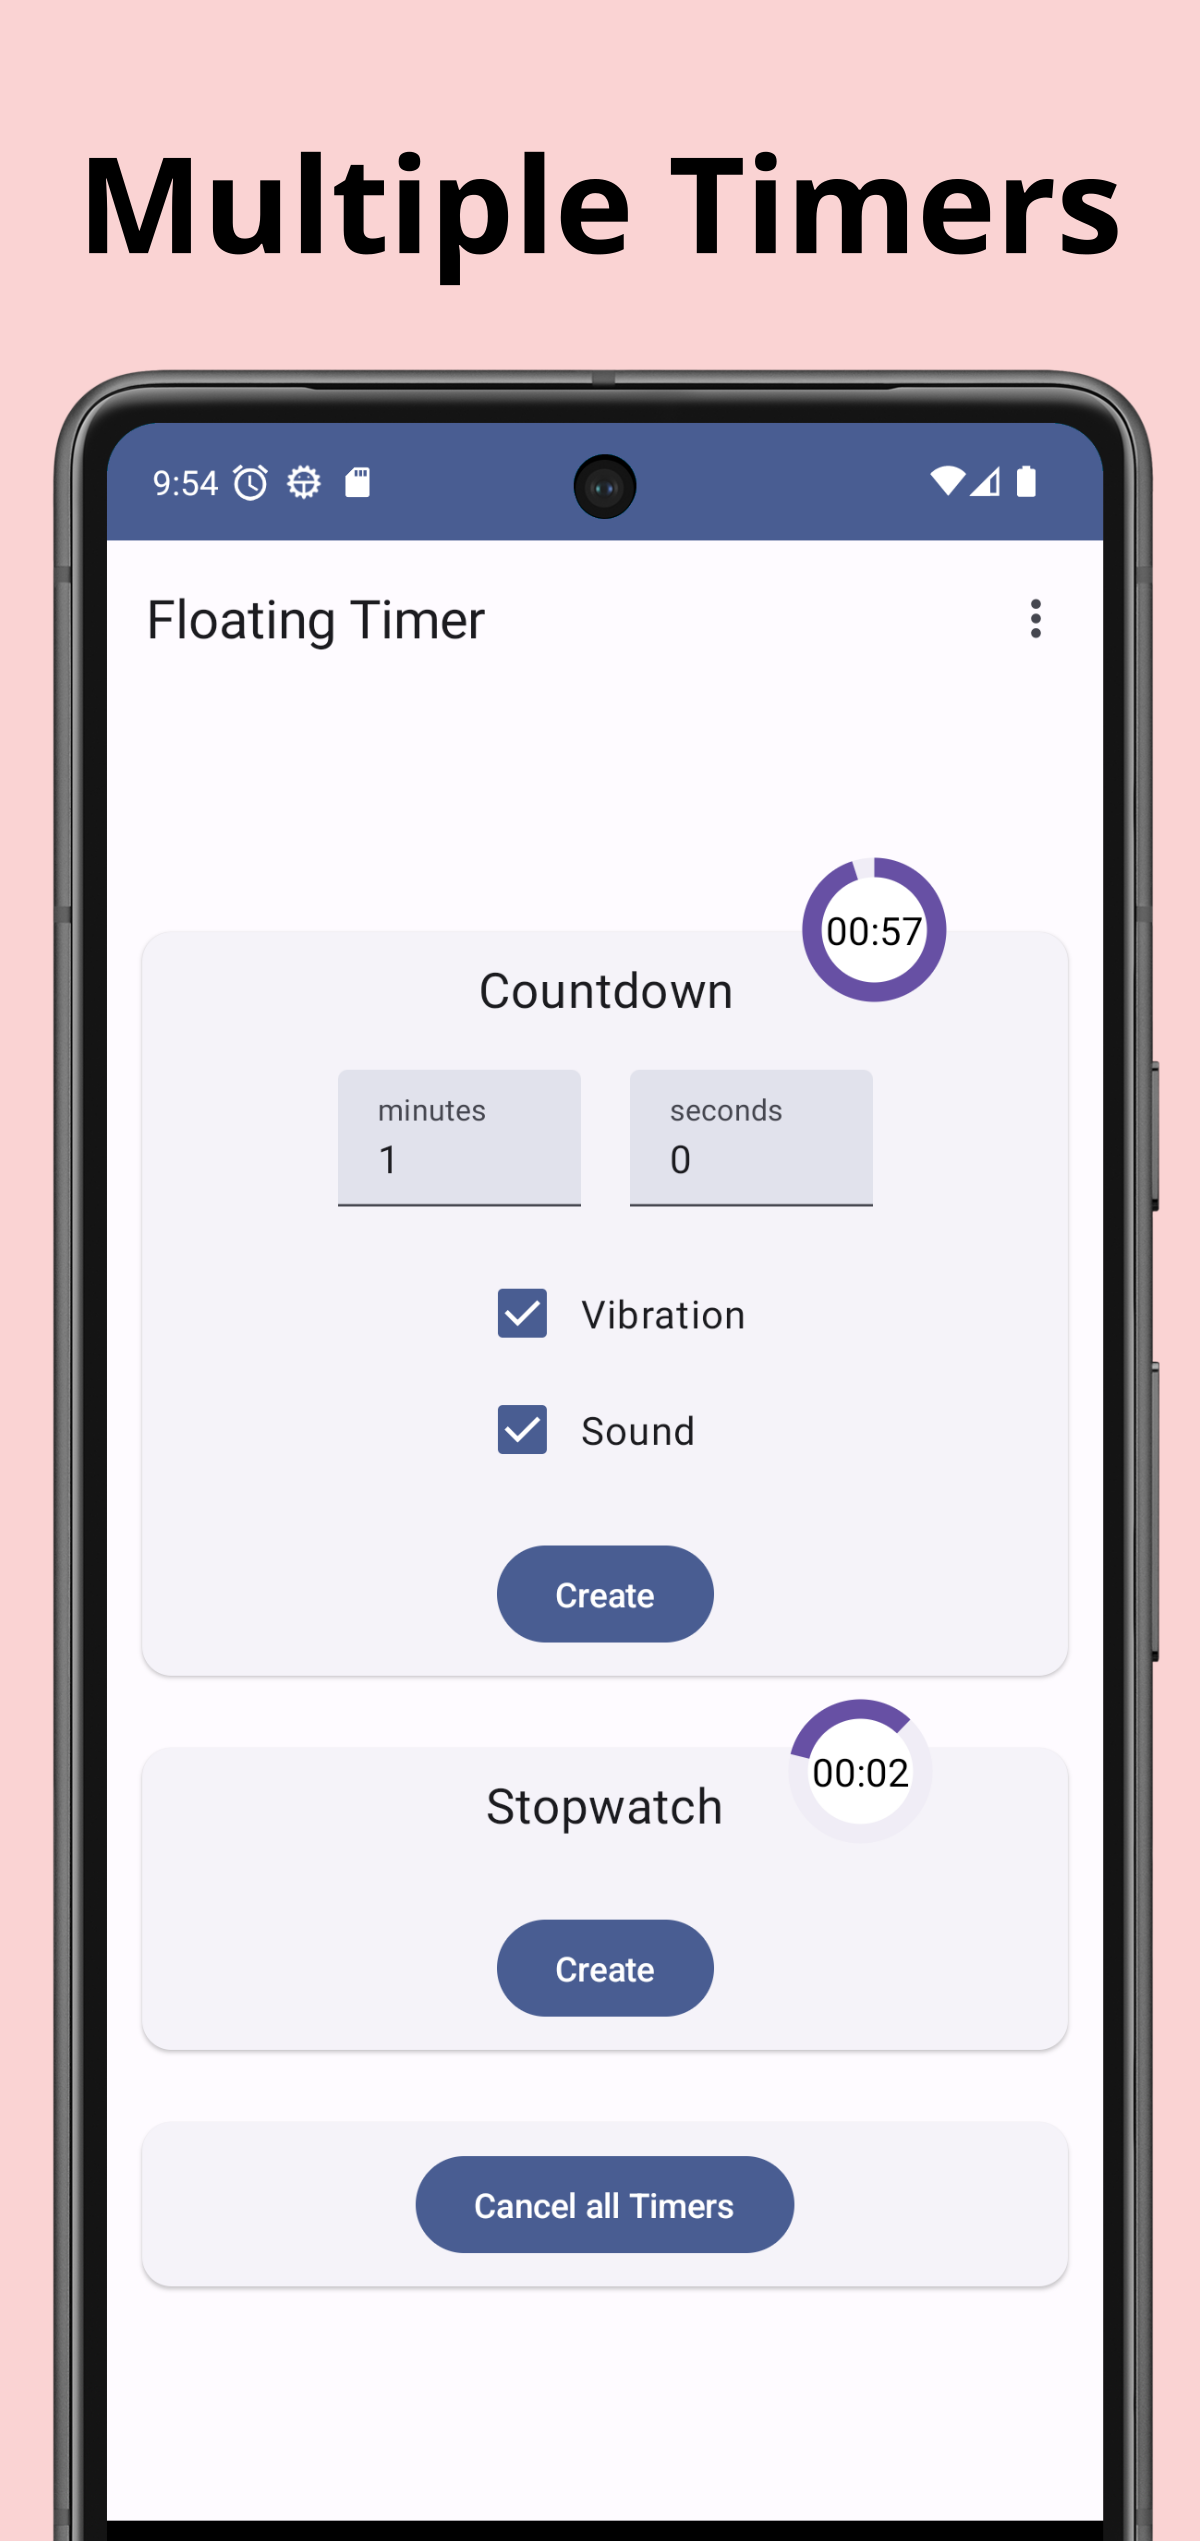 Multiple Timers
9:54
Floating Timer
00:57
Countdown
minutes
seconds
1
0
Vibration
Sound
Create
00:02
Stopwatch
Create
Cancel all Timers